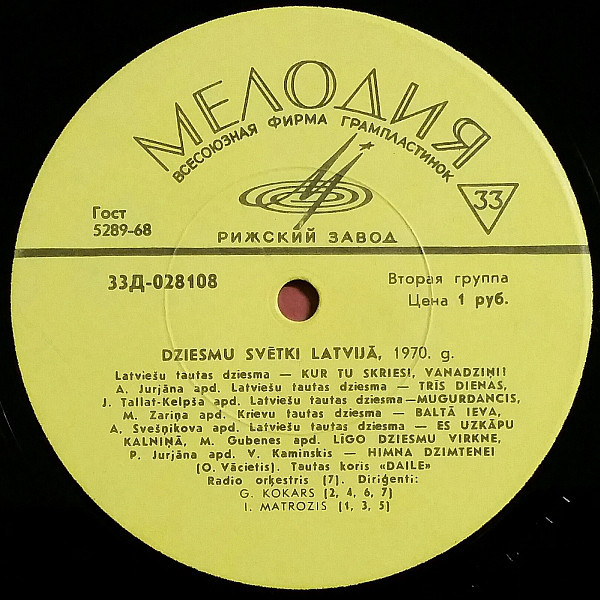 МЕЛОДИЯ
ВСЕСОЮЗНАЯ ФИРМА ГРАМПЛАСТИНОК
33
Гост
5289-68
РИЖСКИЙ ЗАВОД
33Д-028108
Вторая группа
Цена 1 руб.
DZIESMU SVĒTKI LATVIJĀ, 1970. g.
Latviešu tautas dziesma — KUR TU SKRIESI, VANADZIŅI!
A. Jurjāna apd. Latviešu tautas dziesma — TRĪS DIENAS,
J. Tallat-Kelpša apd. Latviešu tautas dziesma—MUGURDANCIS,
M. Zariņa apd. Krievu tautas dziesma — BALTĀ IEVA,
A. Svešņikova apd. Latviešu tautas dziesma — ES UZKĀPU
KALNIŅĀ, M. Gubenes apd. LĪGO DZIESMU VIRKNE,
P. Jurjāna apd. V. Kaminskis — HIMNA DZIMTENEI
(O. Vācietis). Tautas koris «DAILE»
Radio orķestris (7). Diriģenti:
G. KOKARS (2, 4, 6, 7)
I. MATROZIS (1, 3, 5)